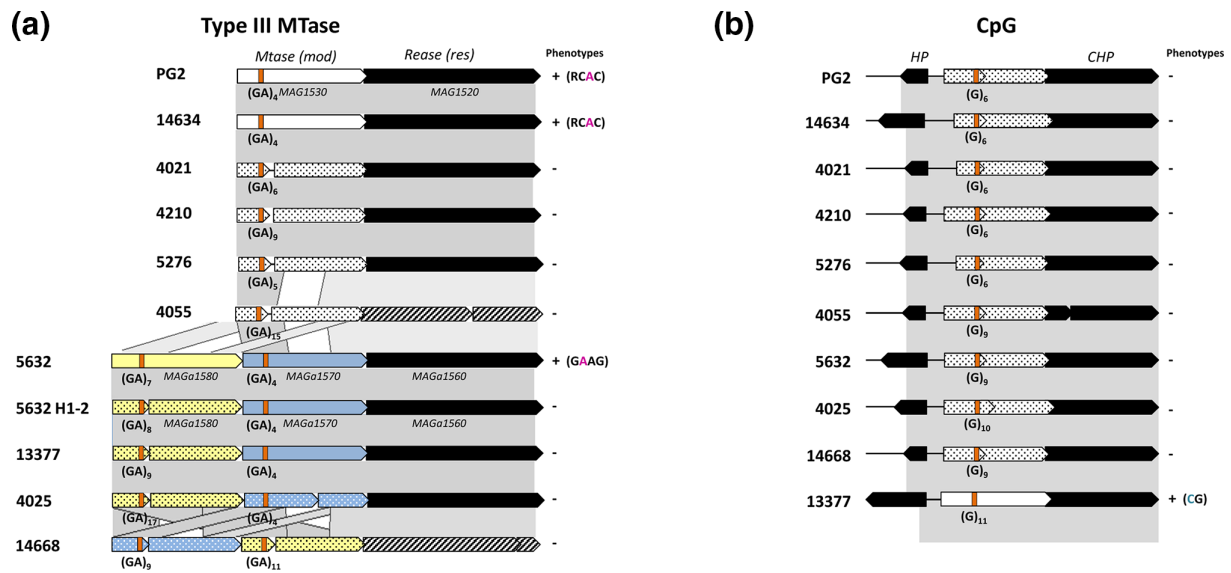 (a)
Type III MTase
Mtase (mod) Rease (res) Phenotypes
PG2 + (RCAC)
(GA)4 MAG1530 MAG1520
14634 + (RCAC)
(GA)4
4021 -
(GA)6
4210 -
(GA)9
5276 -
(GA)5
4055 -
(GA)15
5632 + (GAAG)
(GA)7 MAGa1580 (GA)4 MAGa1570 MAGa1560
5632 H1-2 -
(GA)8 MAGa1580 (GA)4 MAGa1570 MAGa1560
13377 -
(GA)9 (GA)4
4025 -
(GA)17 (GA)4
14668 -
(GA)9 (GA)11
(b)
CpG
HP CHP Phenotypes
PG2 -
(G)6
14634 -
(G)6
4021 -
(G)6
4210 -
(G)6
5276 -
(G)6
4055 -
(G)9
5632 -
(G)9
4025 -
(G)10
14668 -
(G)9
13377 + (CG)
(G)11